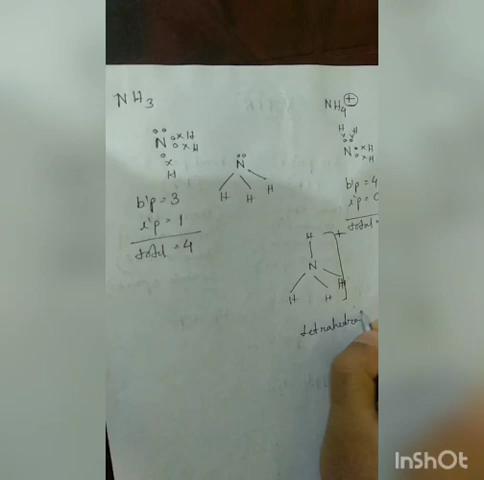 NH3
NH4+
N H
H
H
b.p = 3
l.p = 1
total = 4
N
H H H
H H
N H
H
b.p = 4
l.p = 0
total =
H +
N
H H H
tetrahedral
InShOt